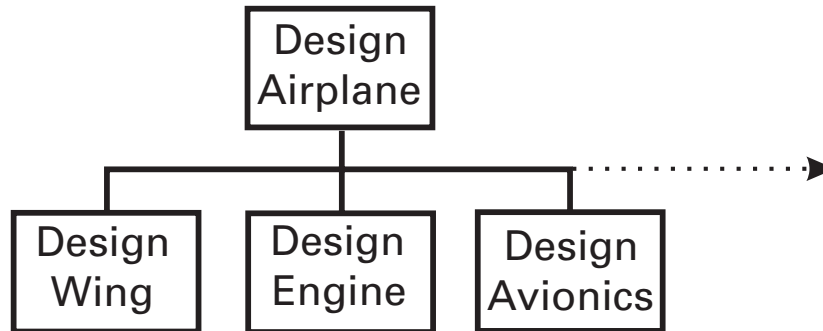 Design
Airplane
Design
Wing
Design
Engine
Design
Avionics